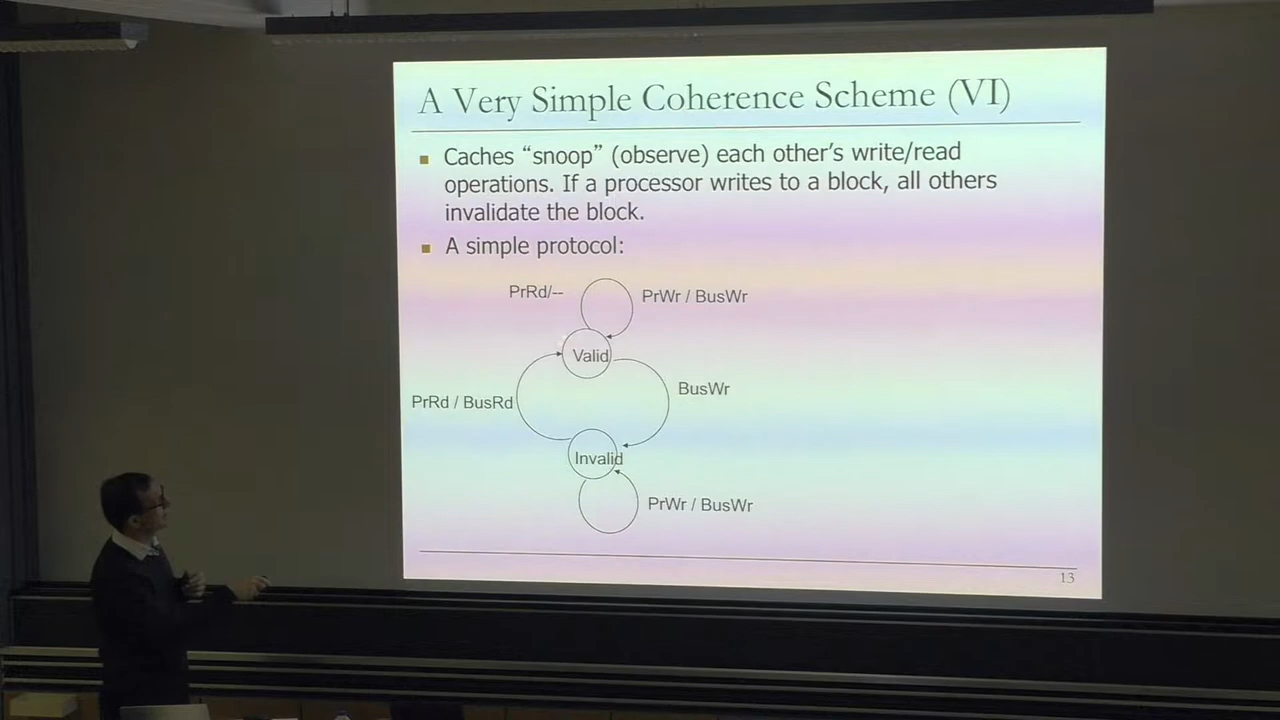 A Very Simple Coherence Scheme (VI)
Caches “snoop” (observe) each other’s write/read
operations. If a processor writes to a block, all others
invalidate the block.
A simple protocol:
PrRd/--
PrWr / BusWr
Valid
BusWr
PrRd / BusRd
Invalid
PrWr / BusWr
13